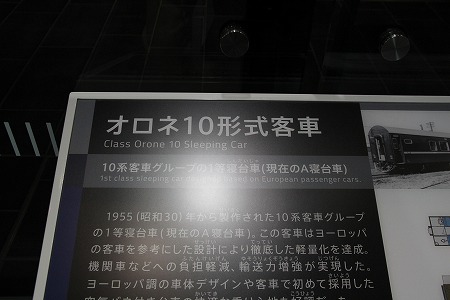 オロネ10形式客車
Class Orone 10 Sleeping Car
10系客車グループの1等寝台車(現在のA寝台車)
1st class sleeping car based on European passenger cars.
1955(昭和30)年から製作された10系客車グループ
の1等寝台車(現在のA寝台車)。この客車はヨーロッパ
の客車を参考にした設計により徹底した軽量化を達成。
機関車などへの負担軽減、輸送力増強が実現した。
ヨーロッパ調の車体デザインや客車で初めて採用した